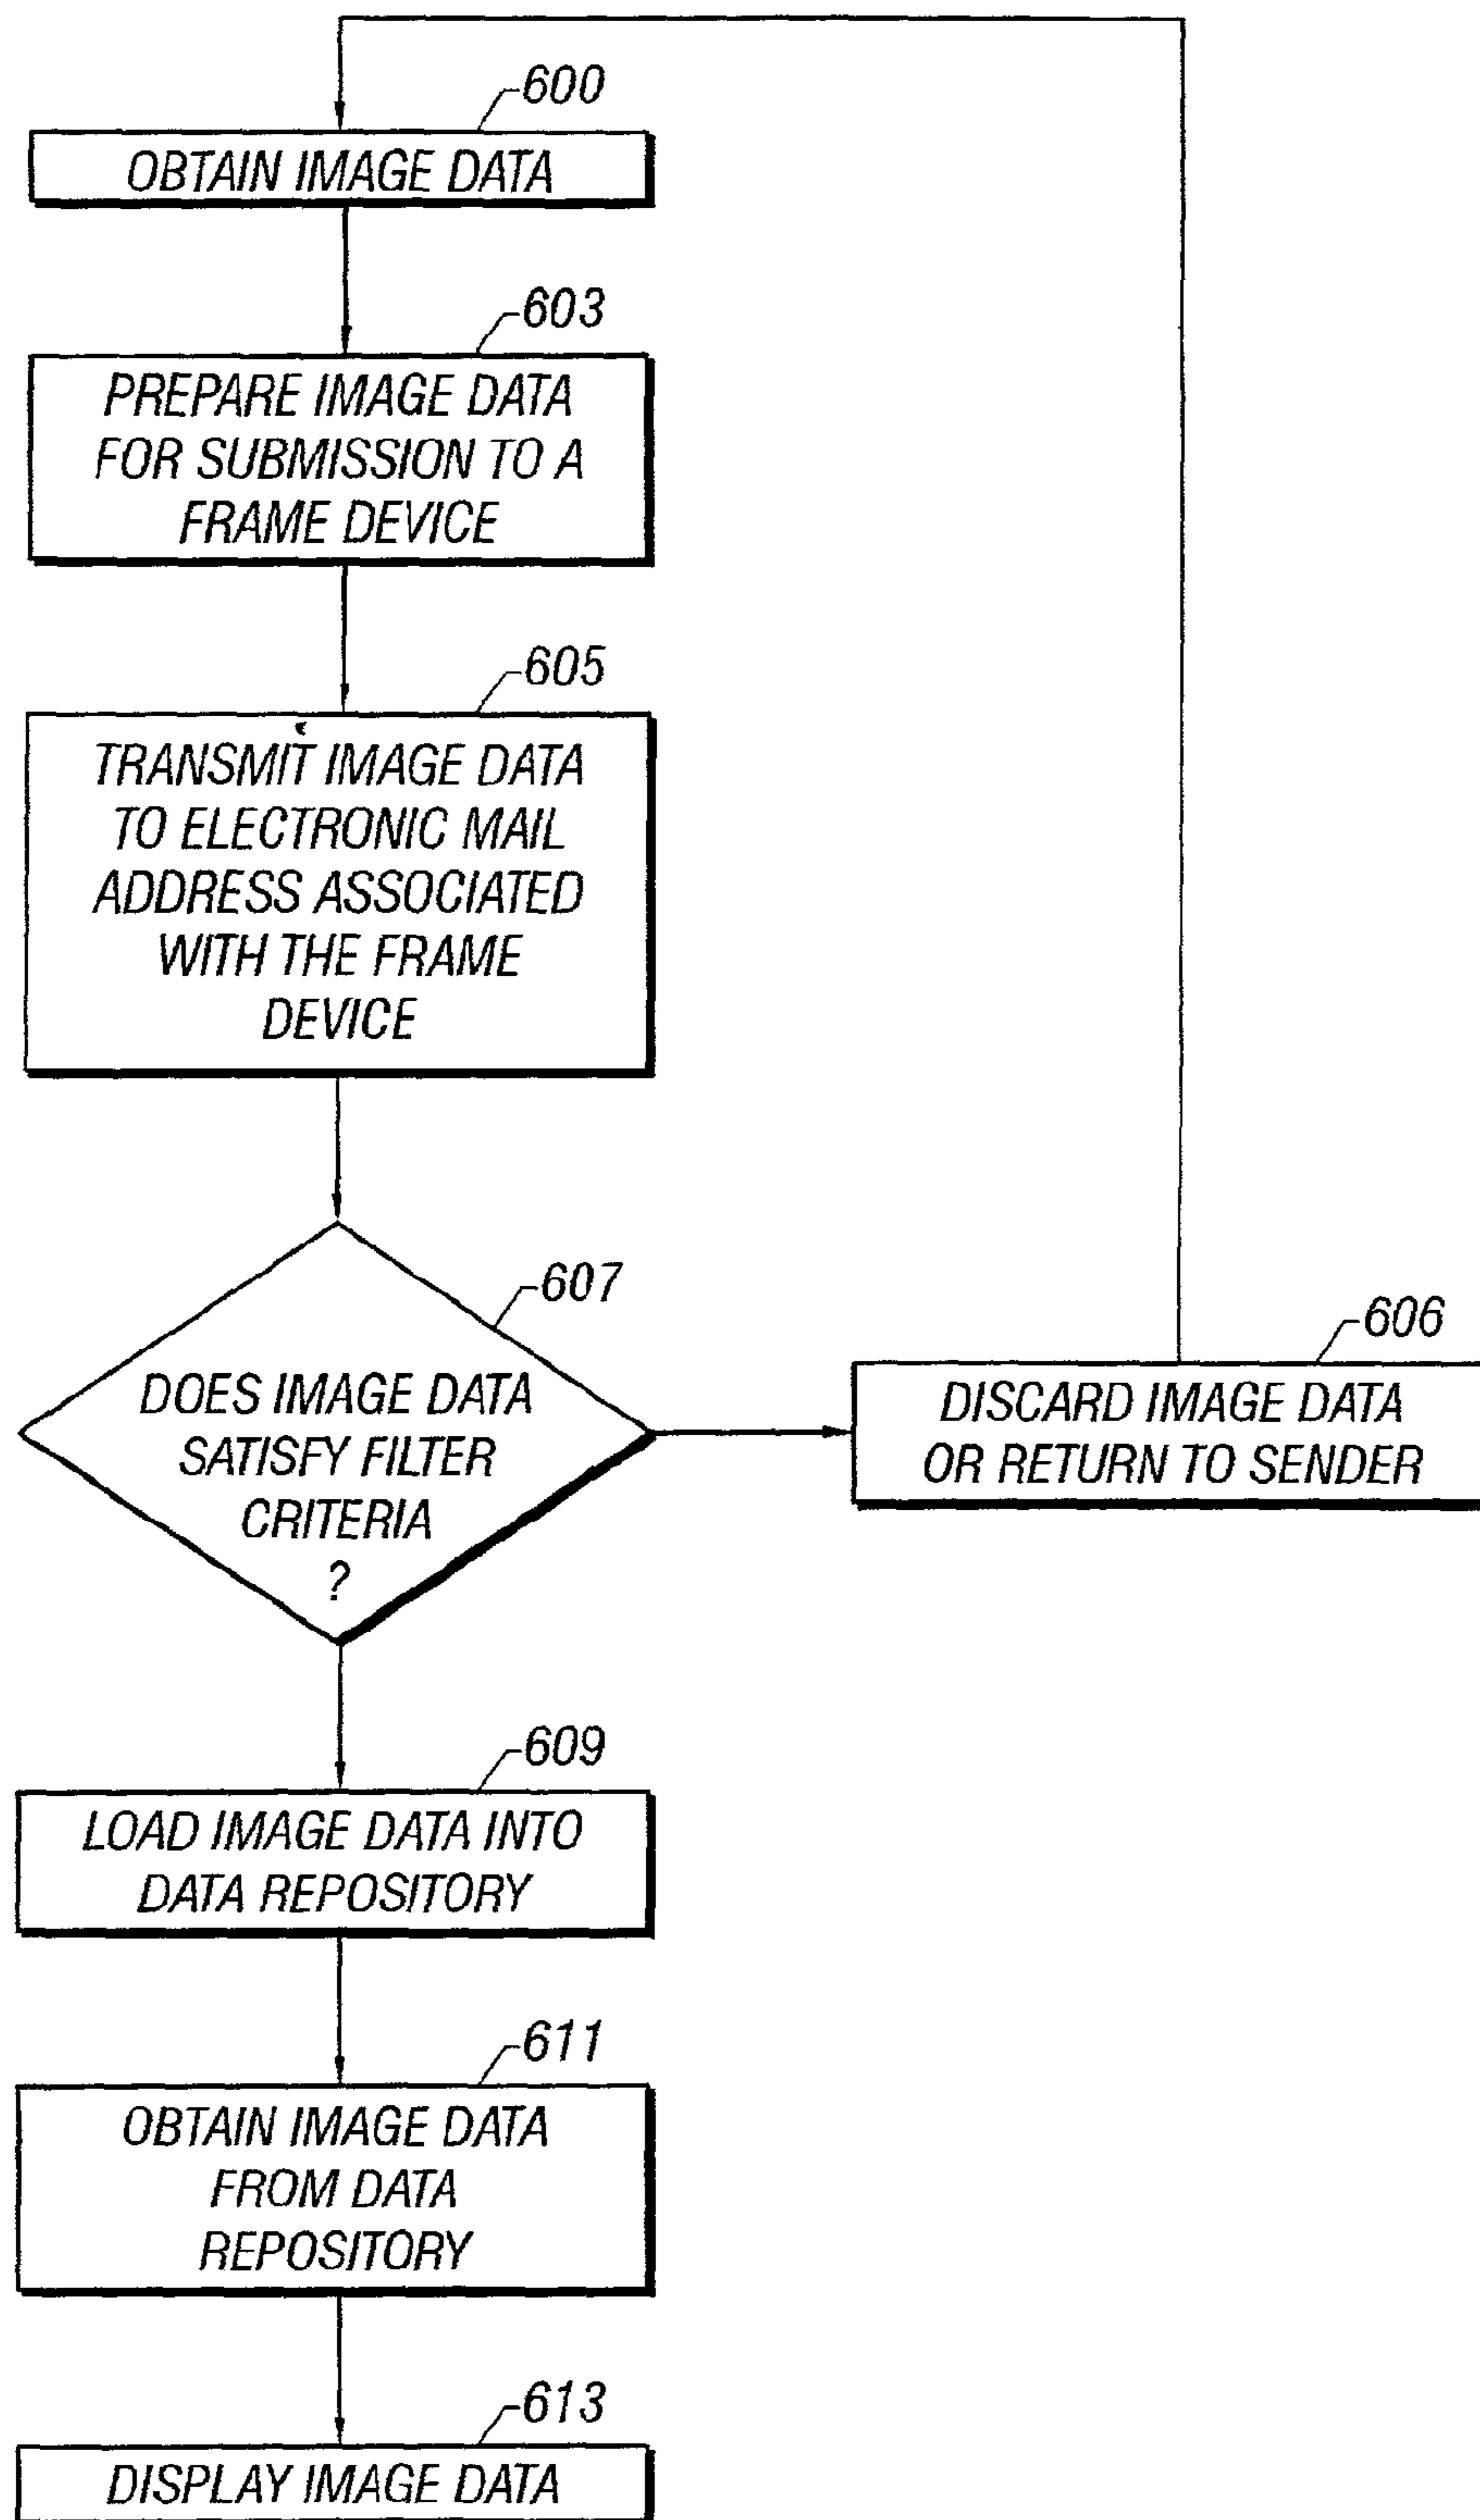 600
OBTAIN IMAGE DATA
603
PREPARE IMAGE DATA
FOR SUBMISSION TO A
FRAME DEVICE
605
TRANSMIT IMAGE DATA
TO ELECTRONIC MAIL
ADDRESS ASSOCIATED
WITH THE FRAME
DEVICE
607
DOES IMAGE DATA
SATISFY FILTER
CRITERIA
?
606
DISCARD IMAGE DATA
OR RETURN TO SENDER
609
LOAD IMAGE DATA INTO
DATA REPOSITORY
611
OBTAIN IMAGE DATA
FROM DATA
REPOSITORY
613
DISPLAY IMAGE DATA